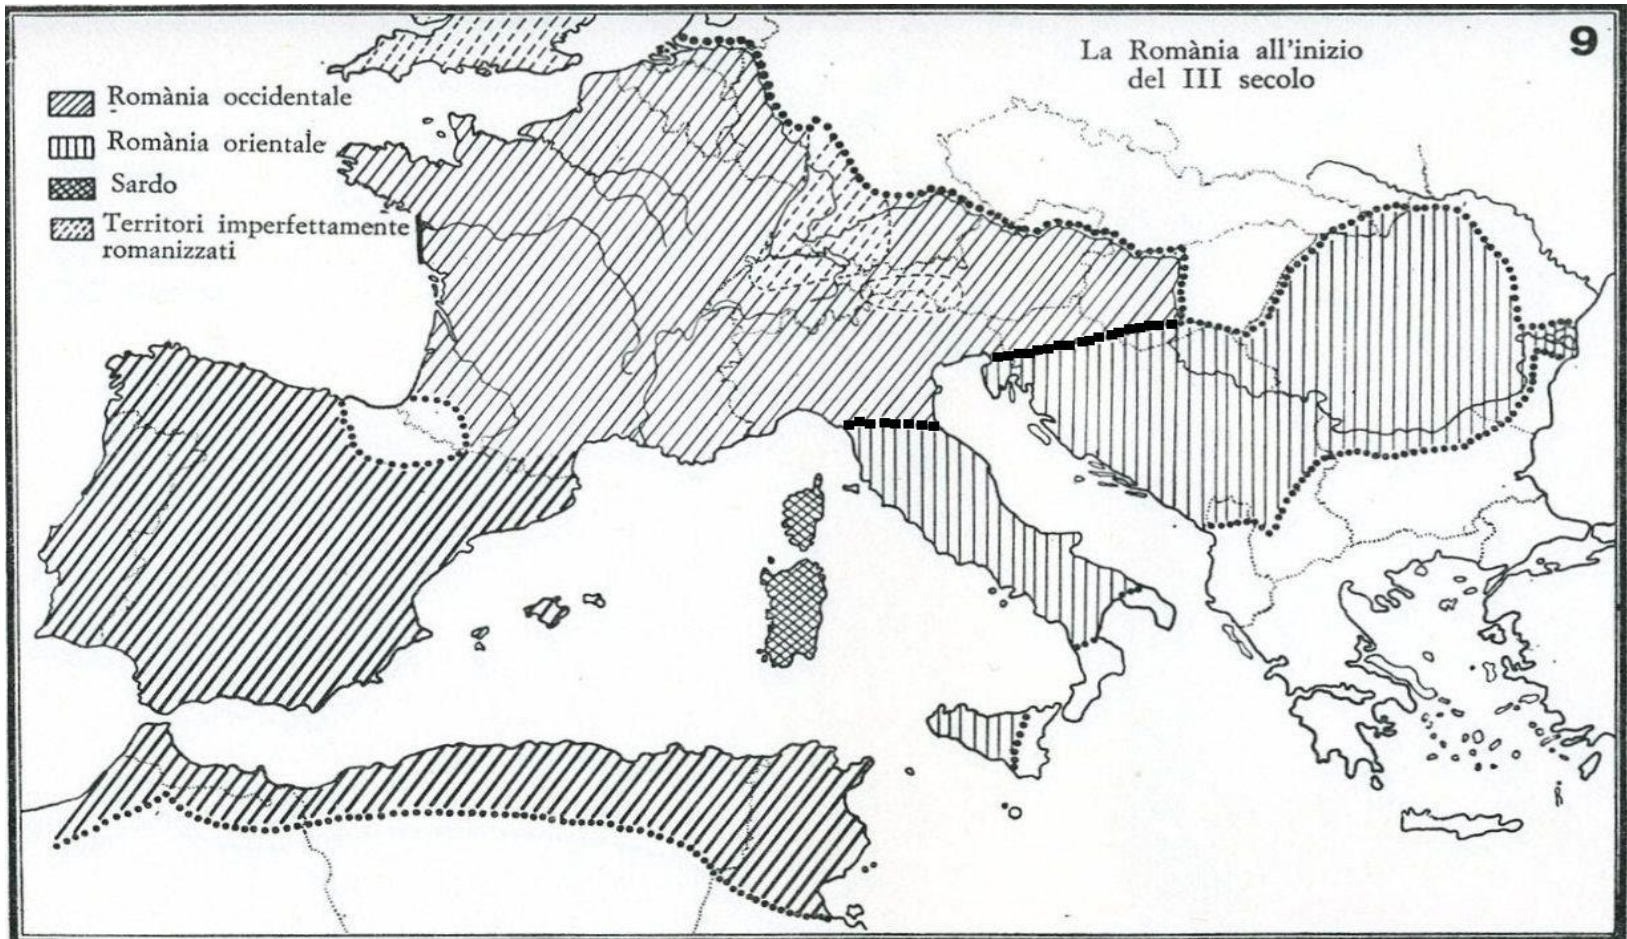 La Romània all'inizio
del III secolo
9
Romània occidentale
Romània orientale
Sardo
Territori imperfettamente
romanizzati